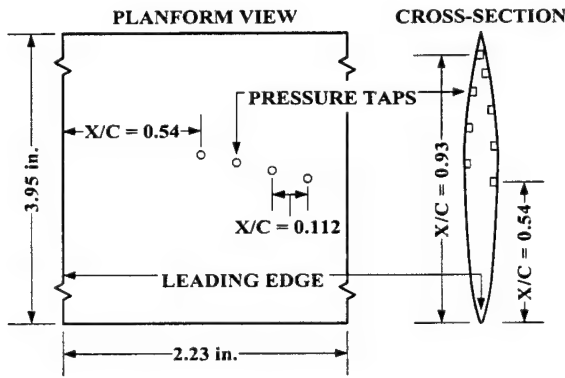 PLANFORM VIEW
CROSS-SECTION
PRESSURE TAPS
X/C = 0.54
3.95 in.
X/C = 0.93
X/C = 0.112
X/C = 0.54
LEADING EDGE
2.23 in.